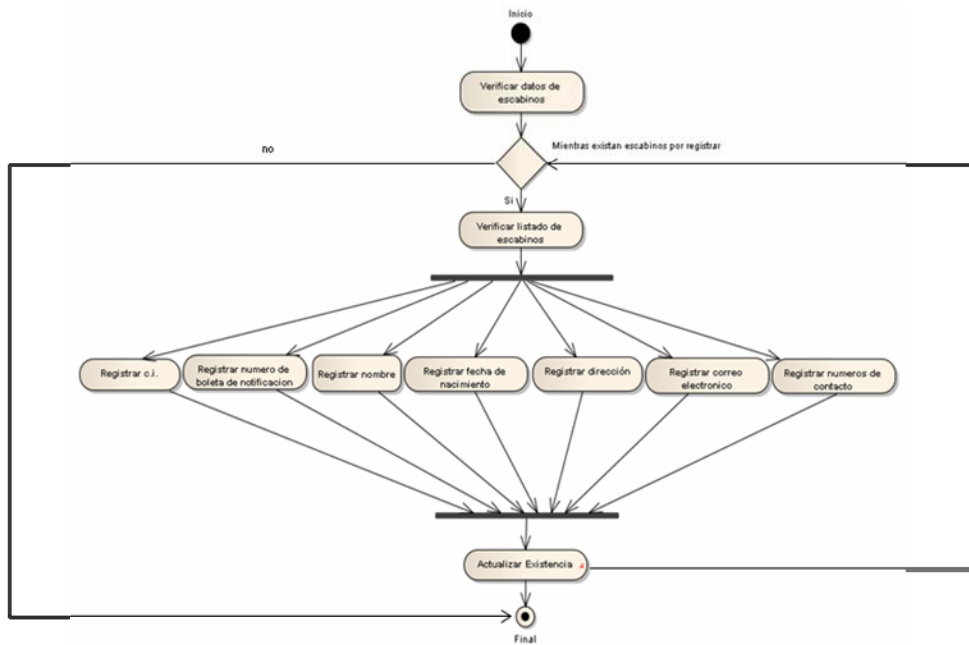 Inicio
Verificar datos de
escabinos
no
Mientras existan escabinos por registrar
Si
Verificar listado de
escabinos
Registrar c.i.
Registrar numero de
boleta de notificacion
Registrar nombre
Registrar fecha de
nacimiento
Registrar dirección
Registrar correo
electronico
Registrar numeros de
contacto
Actualizar Existencia
Final